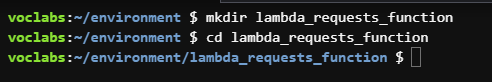 voclabs:~/environment $ mkdir lambda_requests_function
voclabs:~/environment $ cd lambda_requests_function
voclabs:~/environment/lambda_requests_function $